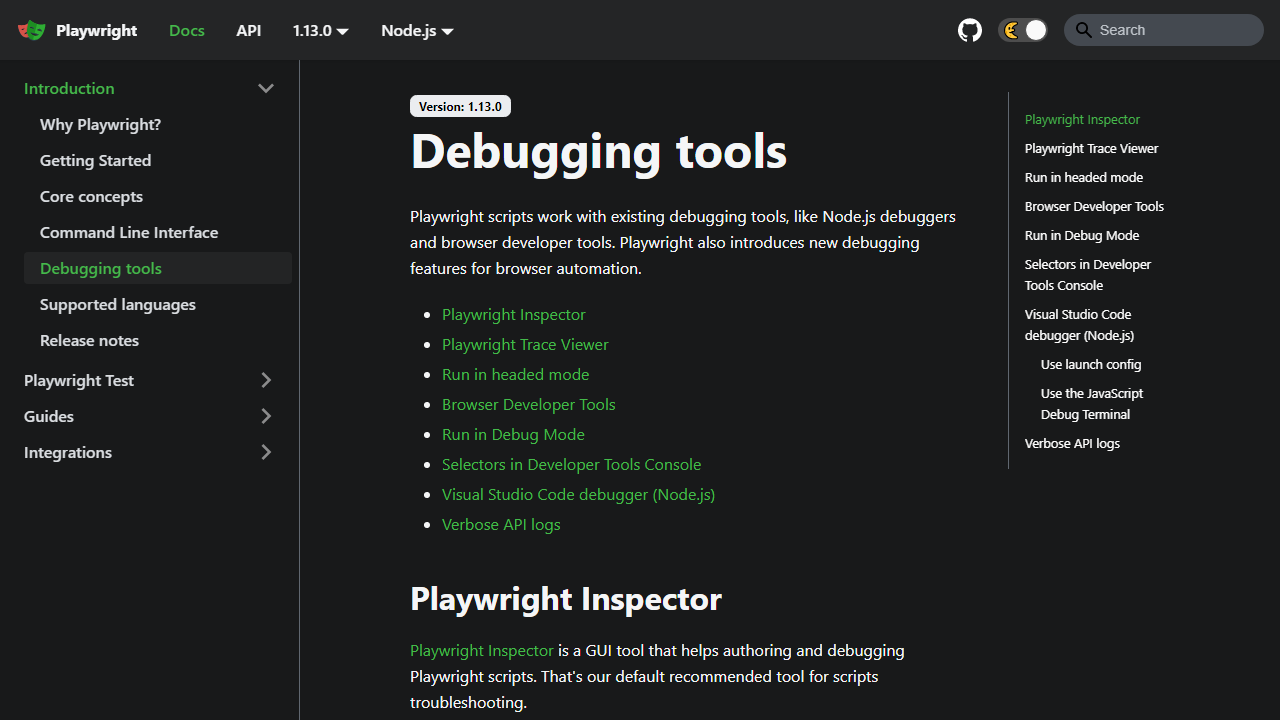 Playwright
Docs
API
1.13.0
Node.js
Search
Introduction
Why Playwright?
Getting Started
Core concepts
Command Line Interface
Debugging tools
Supported languages
Release notes
Playwright Test
Guides
Integrations
Version: 1.13.0
Debugging tools
Playwright scripts work with existing debugging tools, like Node.js debuggers
and browser developer tools. Playwright also introduces new debugging
features for browser automation.
Playwright Inspector
Playwright Trace Viewer
Run in headed mode
Browser Developer Tools
Run in Debug Mode
Selectors in Developer Tools Console
Visual Studio Code debugger (Node.js)
Verbose API logs
Playwright Inspector
Playwright Inspector is a GUI tool that helps authoring and debugging
Playwright scripts. That's our default recommended tool for scripts
troubleshooting.
Playwright Inspector
Playwright Trace Viewer
Run in headed mode
Browser Developer Tools
Run in Debug Mode
Selectors in Developer
Tools Console
Visual Studio Code
debugger (Node.js)
Use launch config
Use the JavaScript
Debug Terminal
Verbose API logs